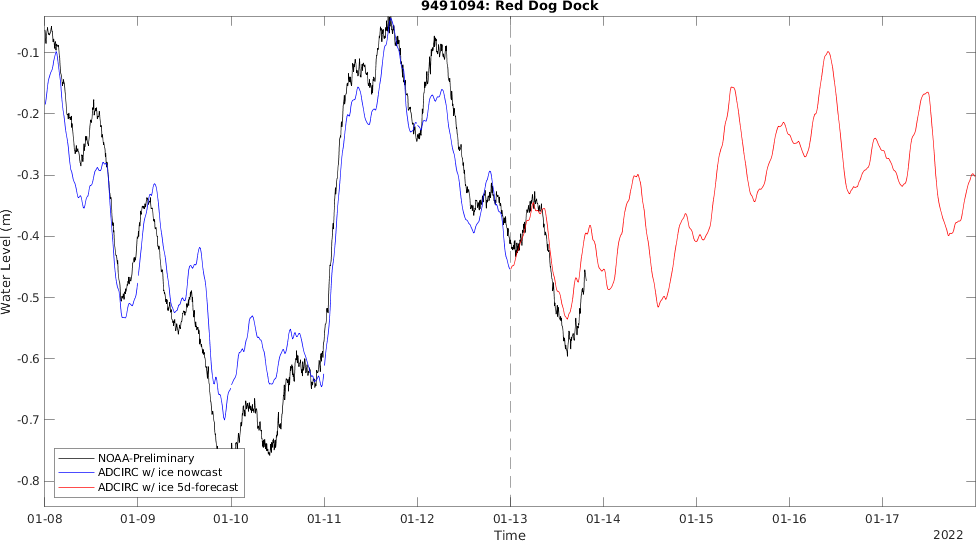 9491094: Red Dog Dock
Water Level (m)
-0.1
-0.2
-0.3
-0.4
-0.5
-0.6
-0.7
-0.8
NOAA-Preliminary
ADCIRC w/ ice nowcast
ADCIRC w/ ice 5d-forecast
01-08 01-09 01-10 01-11 01-12 01-13 01-14 01-15 01-16 01-17
Time
2022